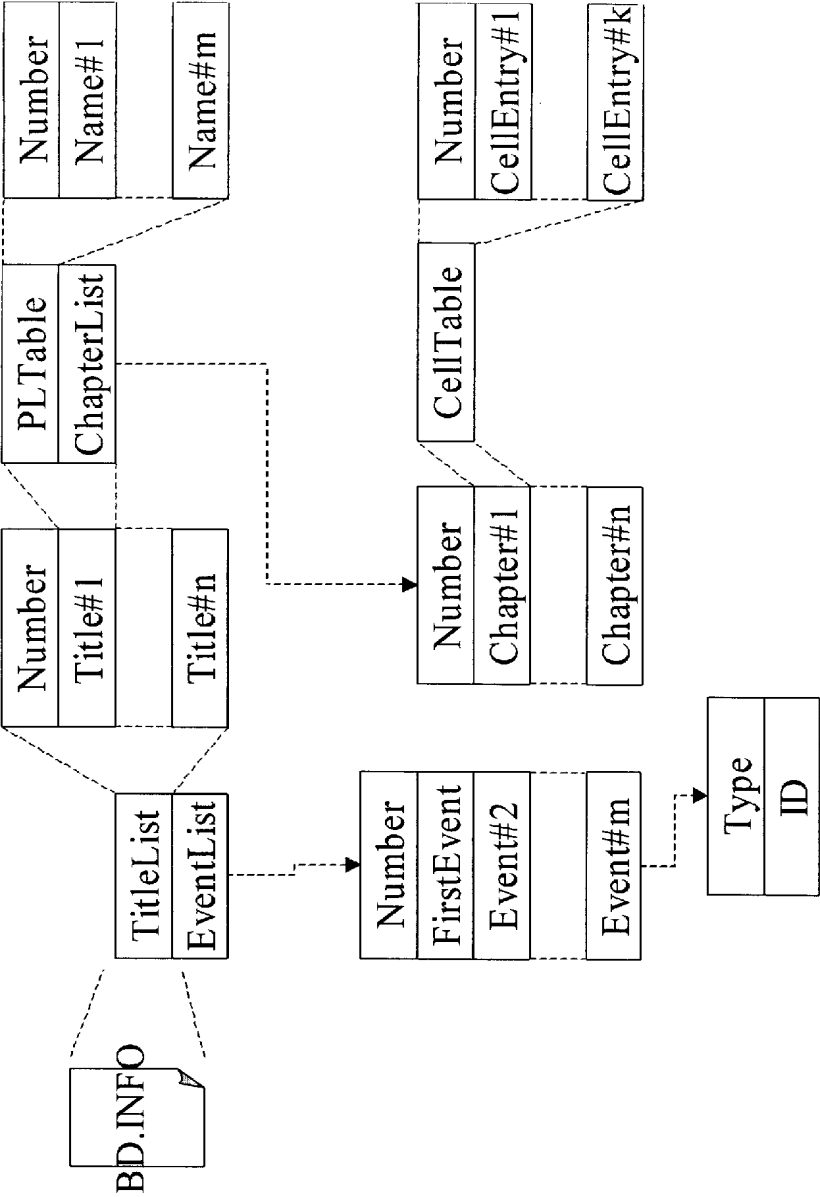 BD.INFO
TitleList
EventList
Number
Title#1
Title#n
PLTable
ChapterList
Number
Name#1
Name#m
Number
FirstEvent
Event#2
Event#m
Type
ID
Number
Chapter#1
Chapter#n
CellTable
Number
CellEntry#1
CellEntry#k